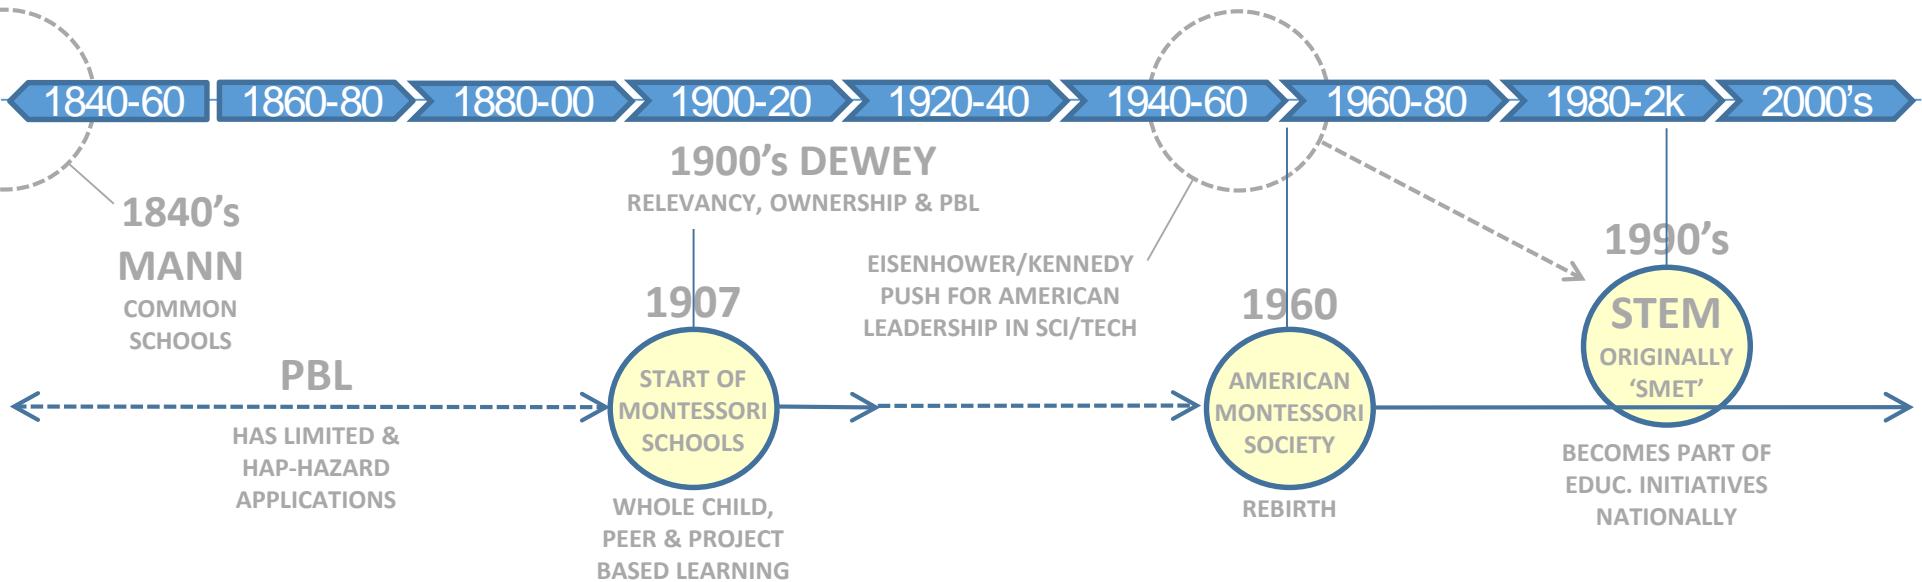 1840-60
1860-80
1880-00
1900-20
1920-40
1940-60
1960-80
1980-2k
2000’s
1840’s
MANN
COMMON
SCHOOLS
PBL
HAS LIMITED &
HAP-HAZARD
APPLICATIONS
1900’s DEWEY
RELEVANCY, OWNERSHIP & PBL
1907
START OF
MONTESSORI
SCHOOLS
WHOLE CHILD,
PEER & PROJECT
BASED LEARNING
EISENHOWER/KENNEDY
PUSH FOR AMERICAN
LEADERSHIP IN SCI/TECH
1960
AMERICAN
MONTESSORI
SOCIETY
REBIRTH
1990’s
STEM
ORIGINALLY
‘SMET’
BECOMES PART OF
EDUC. INITIATIVES
NATIONALLY